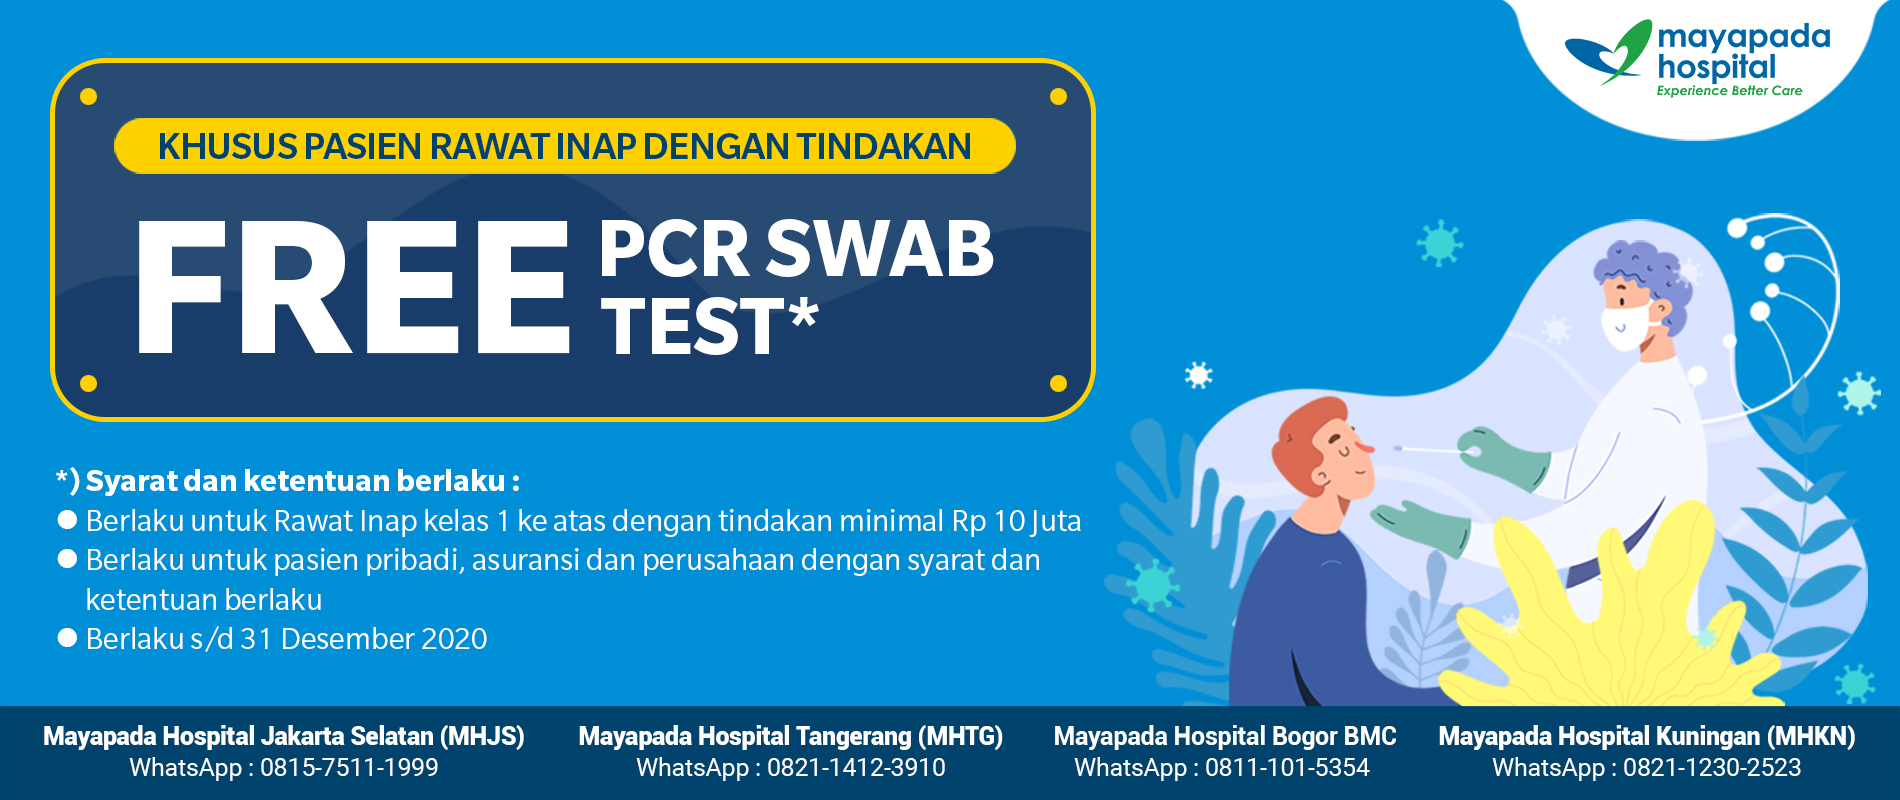 mayapada
hospital
Experience Better Care
KHUSUS PASIEN RAWAT INAP DENGAN TINDAKAN
FREE PCR SWAB
TEST*
*) Syarat dan ketentuan berlaku :
● Berlaku untuk Rawat Inap kelas 1 ke atas dengan tindakan minimal Rp 10 Juta
● Berlaku untuk pasien pribadi, asuransi dan perusahaan dengan syarat dan
ketentuan berlaku
● Berlaku s/d 31 Desember 2020
Mayapada Hospital Jakarta Selatan (MHJS)
WhatsApp : 0815-7511-1999
Mayapada Hospital Tangerang (MHTG)
WhatsApp : 0821-1412-3910
Mayapada Hospital Bogor BMC
WhatsApp : 0811-101-5354
Mayapada Hospital Kuningan (MHKN)
WhatsApp : 0821-1230-2523